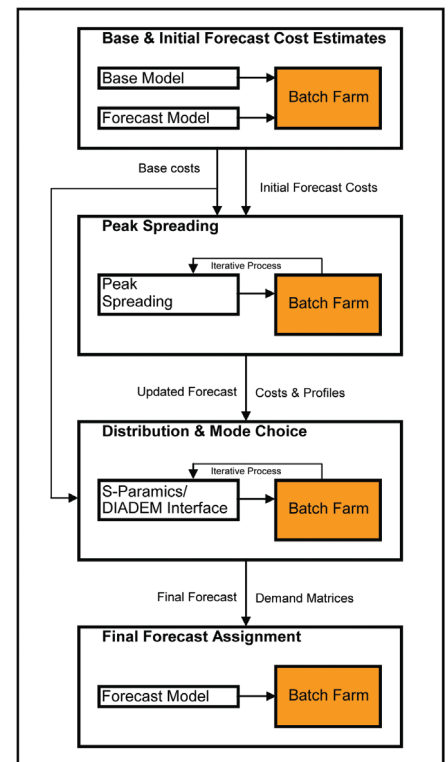 Base & Initial Forecast Cost Estimates
Base Model
Batch Farm
Forecast Model
Base costs
Initial Forecast Costs
Peak Spreading
Iterative Process
Peak
Spreading
Batch Farm
Updated Forecast
Costs & Profiles
Distribution & Mode Choice
Iterative Process
S-Paramics/
DIADEM Interface
Batch Farm
Final Forecast
Demand Matrices
Final Forecast Assignment
Forecast Model
Batch Farm